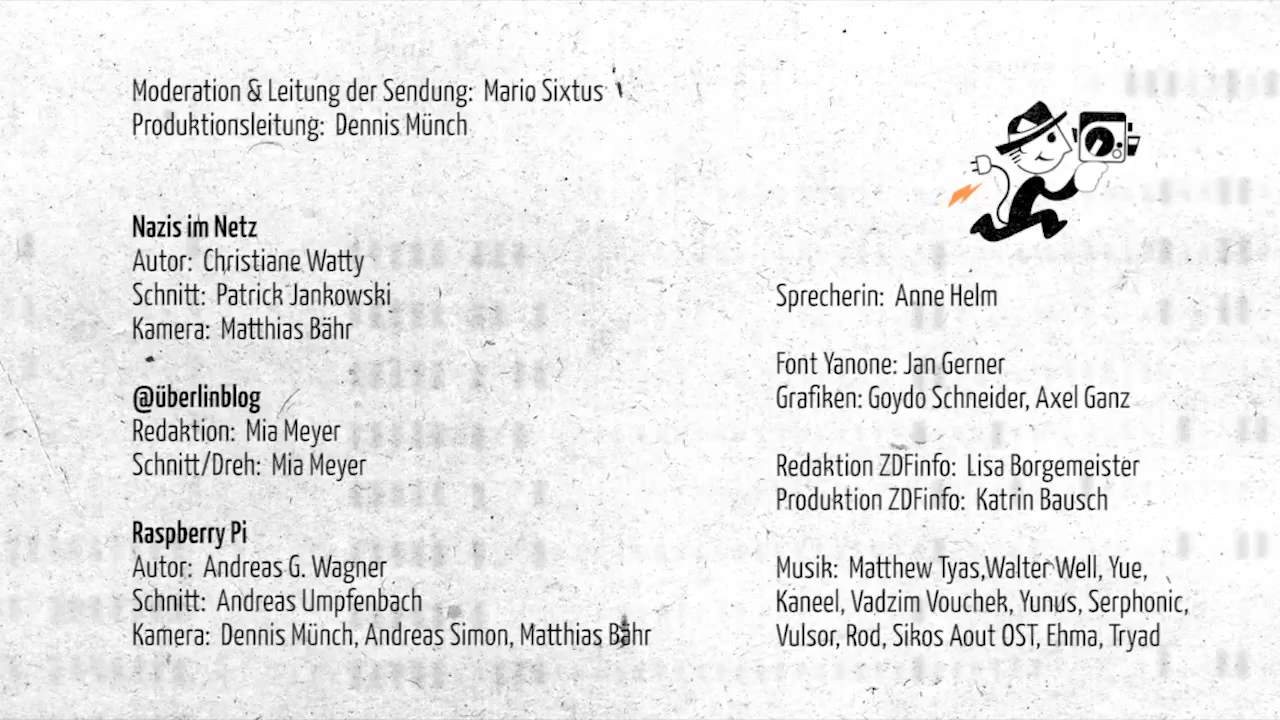 Moderation & Leitung der Sendung: Mario Sixtus
Produktionsleitung: Dennis Münch
Nazis im Netz
Autor: Christiane Watty
Schnitt: Patrick Jankowski
Kamera: Matthias Bähr
@überlinblog
Redaktion: Mia Meyer
Schnitt/Dreh: Mia Meyer
Raspberry Pi
Autor: Andreas G. Wagner
Schnitt: Andreas Umpfenbach
Kamera: Dennis Münch, Andreas Simon, Matthias Bähr
Sprecherin: Anne Helm
Font Yanone: Jan Gerner
Grafiken: Goydo Schneider, Axel Ganz
Redaktion ZDFinfo: Lisa Borgemeister
Produktion ZDFinfo: Katrin Bausch
Musik: Matthew Tyas,Walter Well, Yue,
Kaneel, Vadzim Vouchek, Yunus, Serphonic,
Vulsor, Rod, Sikos Aout OST, Ehma, Tryad